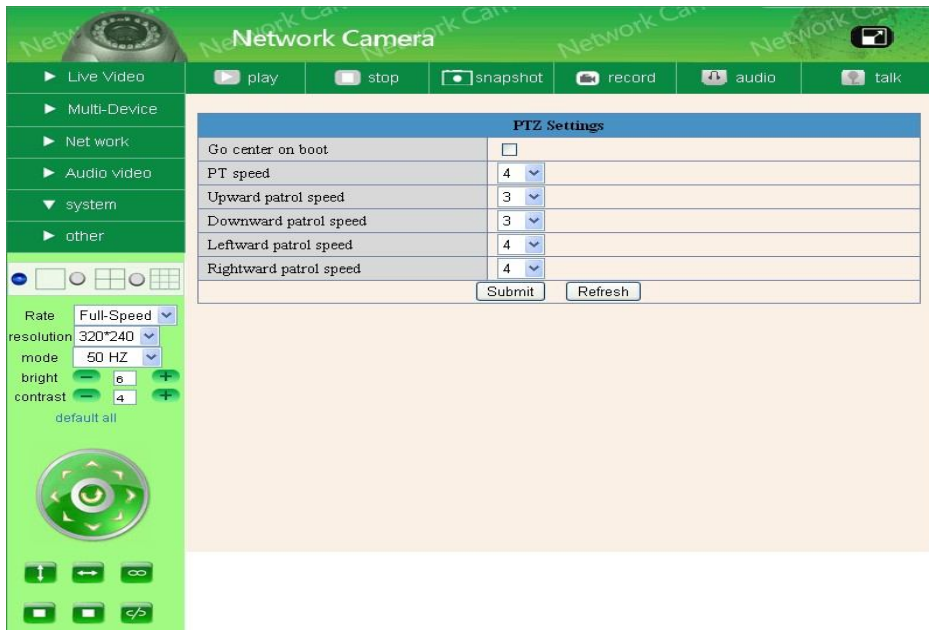 Network Camera
Live Video
play
stop
snapshot
record
audio
talk
Multi-Device
Net work
Audio video
system
other
PTZ Settings
Go center on boot
PT speed 4
Upward patrol speed 3
Downward patrol speed 3
Leftward patrol speed 4
Rightward patrol speed 4
Submit Refresh
Rate Full-Speed
resolution 320*240
mode 50 HZ
bright 6
contrast 4
default all